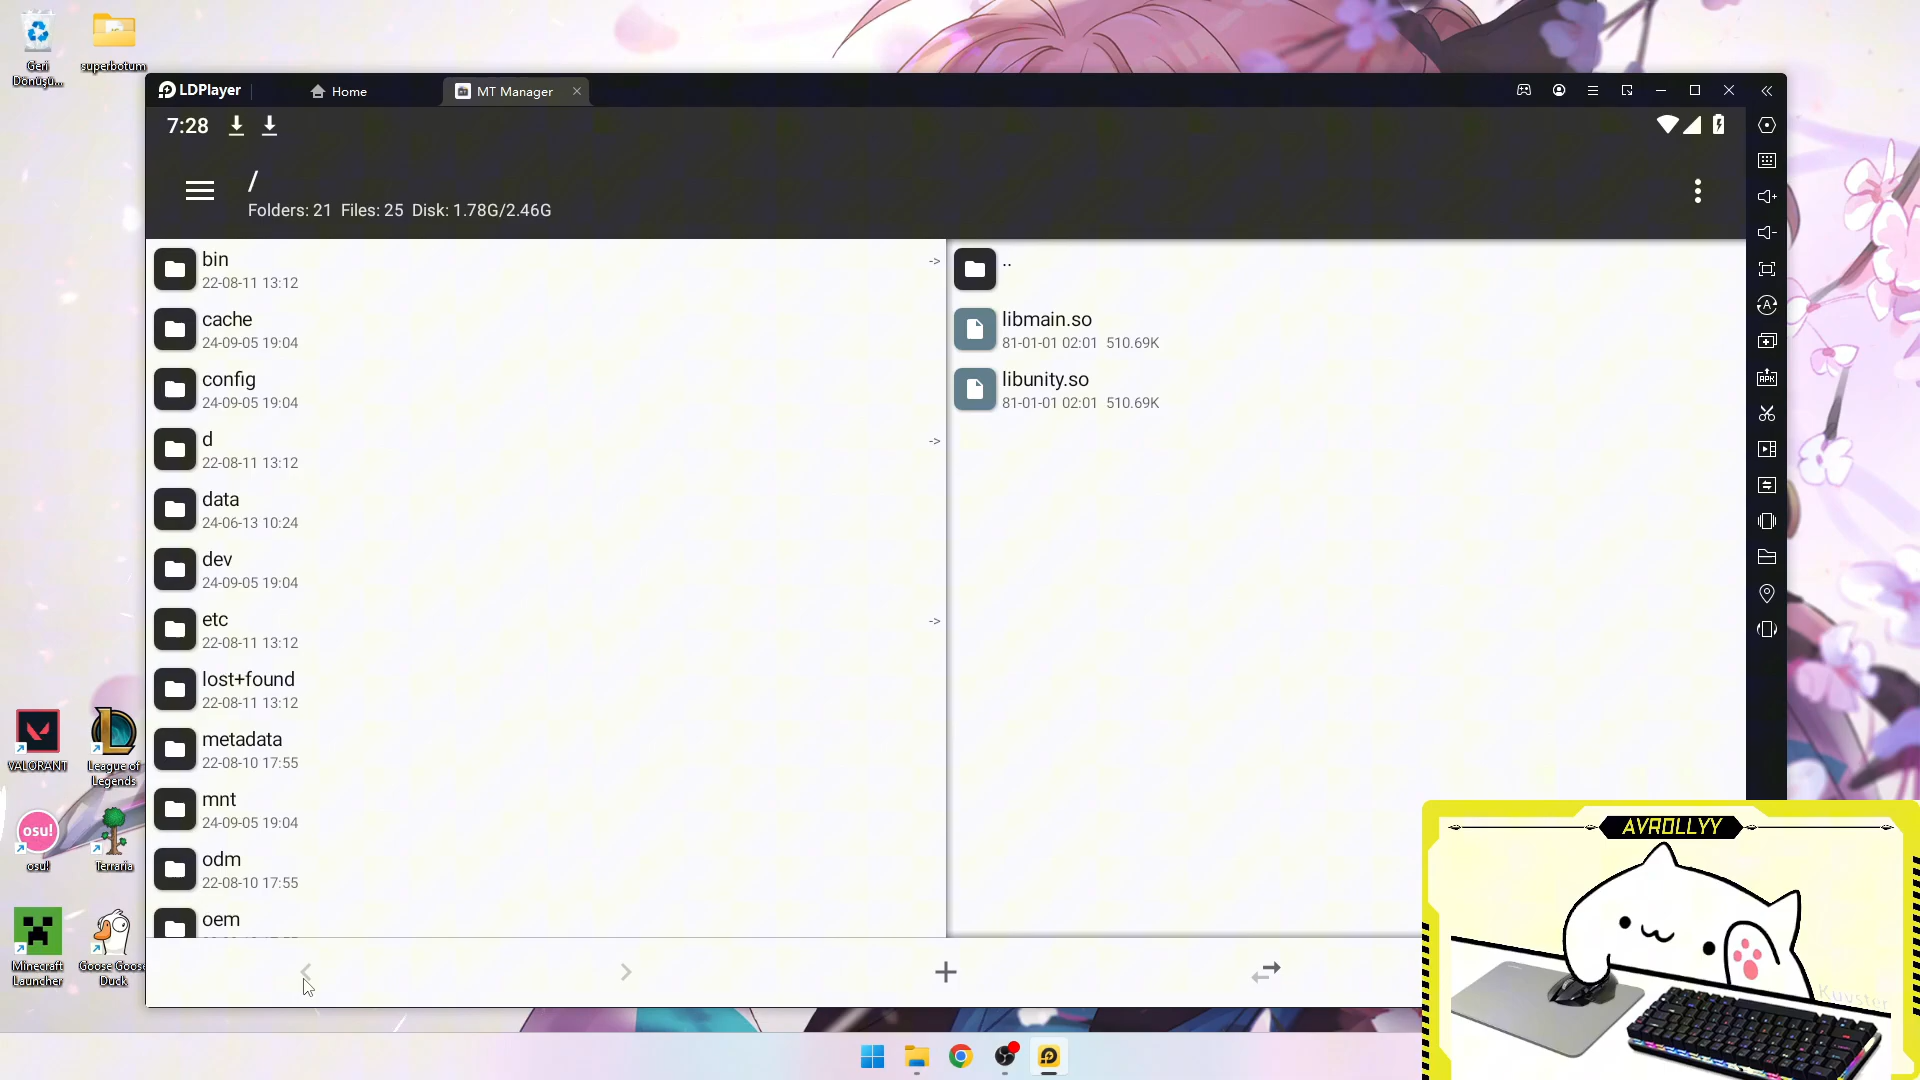 Geri
Dönüşü...
superbotum
LDPlayer
Home
MT Manager
7:28
/
Folders: 21 Files: 25 Disk: 1.78G/2.46G
bin
22-08-11 13:12
->
cache
24-09-05 19:04
config
24-09-05 19:04
d
22-08-11 13:12
->
data
24-06-13 10:24
dev
24-09-05 19:04
etc
22-08-11 13:12
->
lost+found
22-08-11 13:12
metadata
22-08-10 17:55
mnt
24-09-05 19:04
odm
22-08-10 17:55
oem
..
libmain.so
81-01-01 02:01 510.69K
libunity.so
81-01-01 02:01 510.69K
A
APK
VALORANT
League of
Legends
osu!
osu!
Terraria
Minecraft
Launcher
Goose Goose
Duck
AVROLLYY
Kuyster